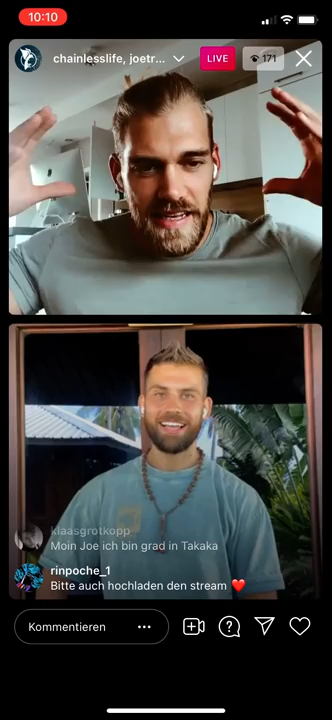 10:10
chainlesslife, joetr...
LIVE
171
klaasgrotkopp
Moin Joe ich bin grad in Takaka
rinpoche_1
Bitte auch hochladen den stream ❤️
Kommentieren